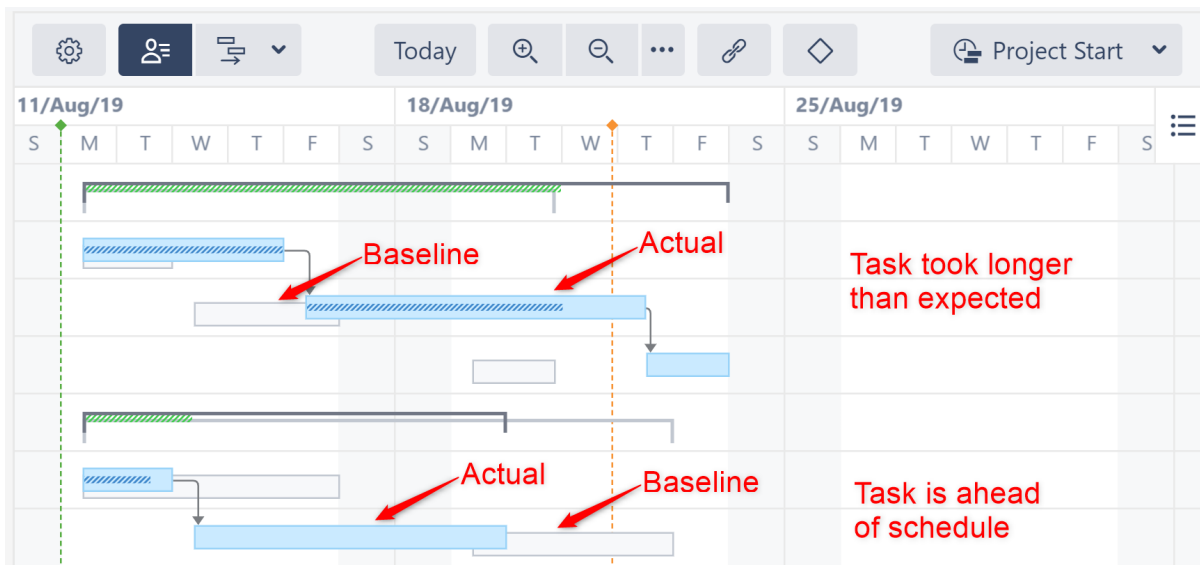 Today
Project Start
11/Aug/19 18/Aug/19 25/Aug/19
S M T W T F S S M T W T F S S M T W T F S
Baseline Actual
Task took longer
than expected
Actual Baseline
Task is ahead
of schedule